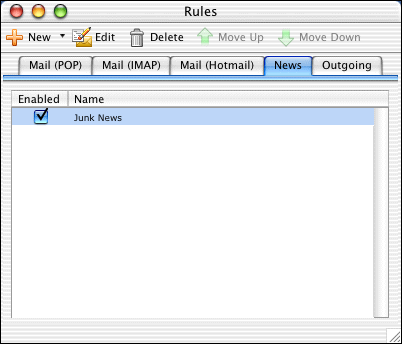 Rules
New Edit Delete Move Up Move Down
Mail (POP) Mail (IMAP) Mail (Hotmail) News Outgoing
Enabled Name
Junk News